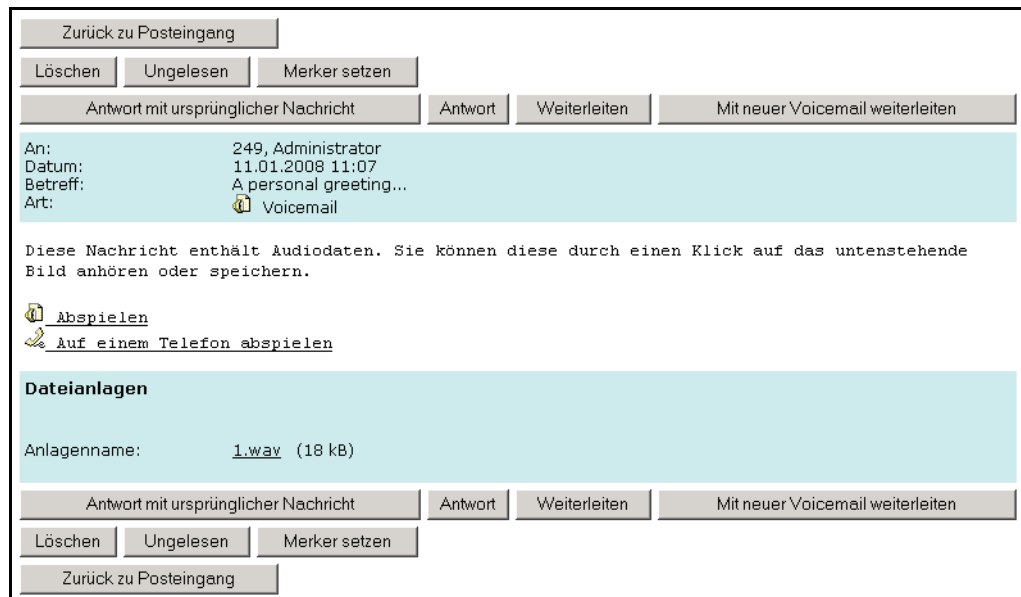 Zurück zu Posteingang
Löschen Ungelesen Merker setzen
Antwort mit ursprünglicher Nachricht Antwort Weiterleiten Mit neuer Voicemail weiterleiten
An: 249, Administrator
Datum: 11.01.2008 11:07
Betreff: A personal greeting...
Art: Voicemail
Diese Nachricht enthält Audiodaten. Sie können diese durch einen Klick auf das untenstehende
Bild anhören oder speichern.
Abspielen
Auf einem Telefon abspielen
Dateianlagen
Anlagenname: 1.wav (18 kB)
Antwort mit ursprünglicher Nachricht Antwort Weiterleiten Mit neuer Voicemail weiterleiten
Löschen Ungelesen Merker setzen
Zurück zu Posteingang